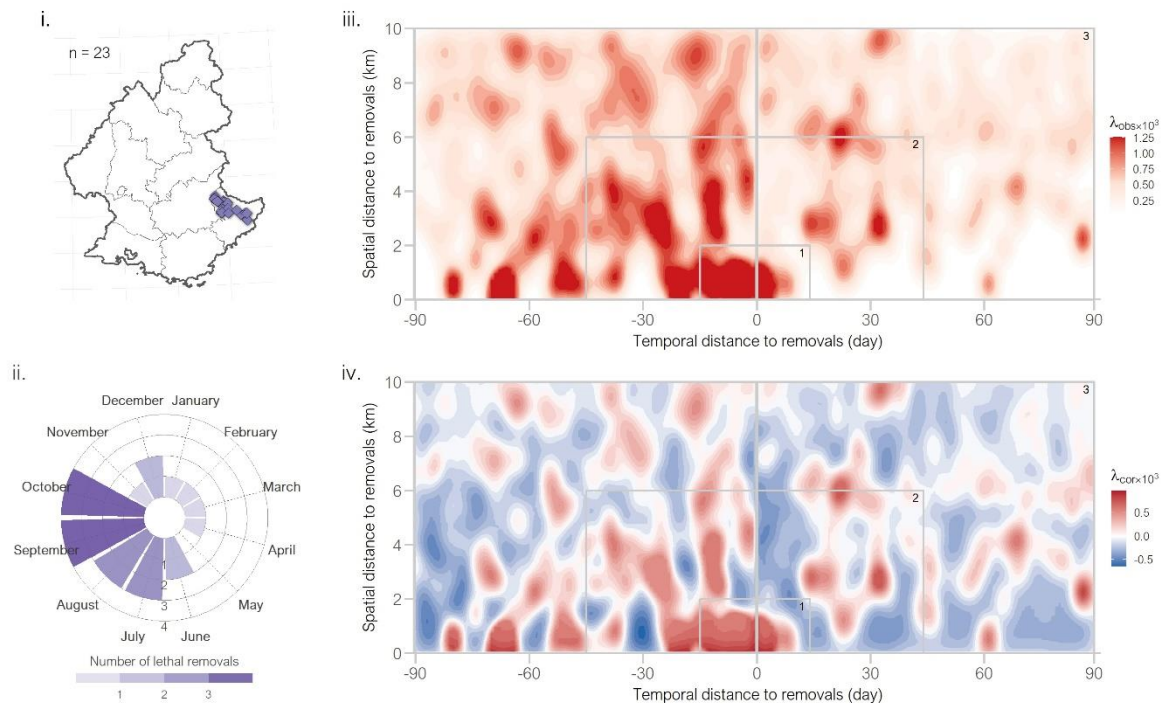 i.
n = 23
ii.
December January
November February
October March
September April
August May
July June
1
2
3
4
Number of lethal removals
1 2 3
iii.
Spatial distance to removals (km)
10
8
6
4
2
0
3
2
1
-90 -60 -30 0 30 60 90
Temporal distance to removals (day)
λobs×10³
1.25
1.00
0.75
0.50
0.25
iv.
Spatial distance to removals (km)
10
8
6
4
2
0
3
2
1
-90 -60 -30 0 30 60 90
Temporal distance to removals (day)
λcor×10³
1.0
0.5
0.0
-0.5